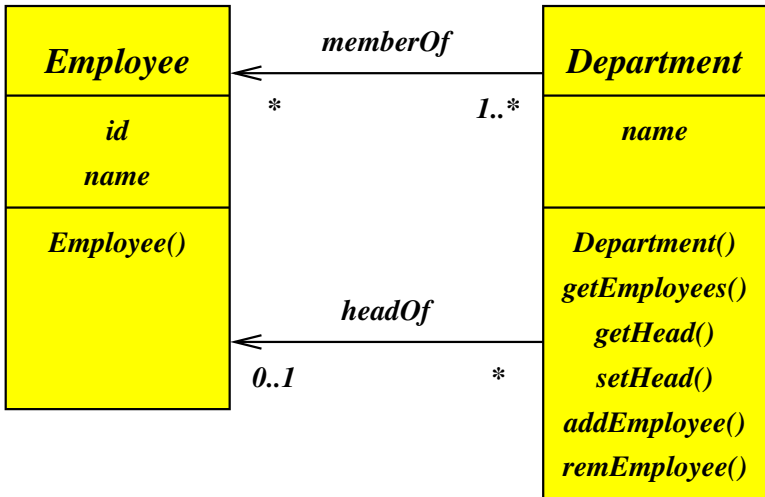 Employee
id
name
Employee()
memberOf
*
1..*
headOf
0..1
*
Department
name
Department()
getEmployees()
getHead()
setHead()
addEmployee()
remEmployee()